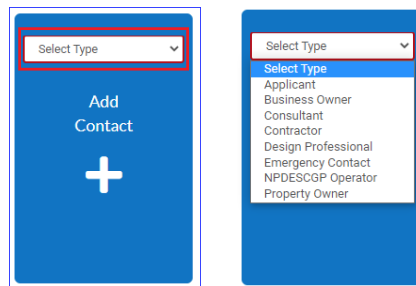 Select Type
Add
Contact
Select Type
Select Type
Applicant
Business Owner
Consultant
Contractor
Design Professional
Emergency Contact
NPDESCGP Operator
Property Owner